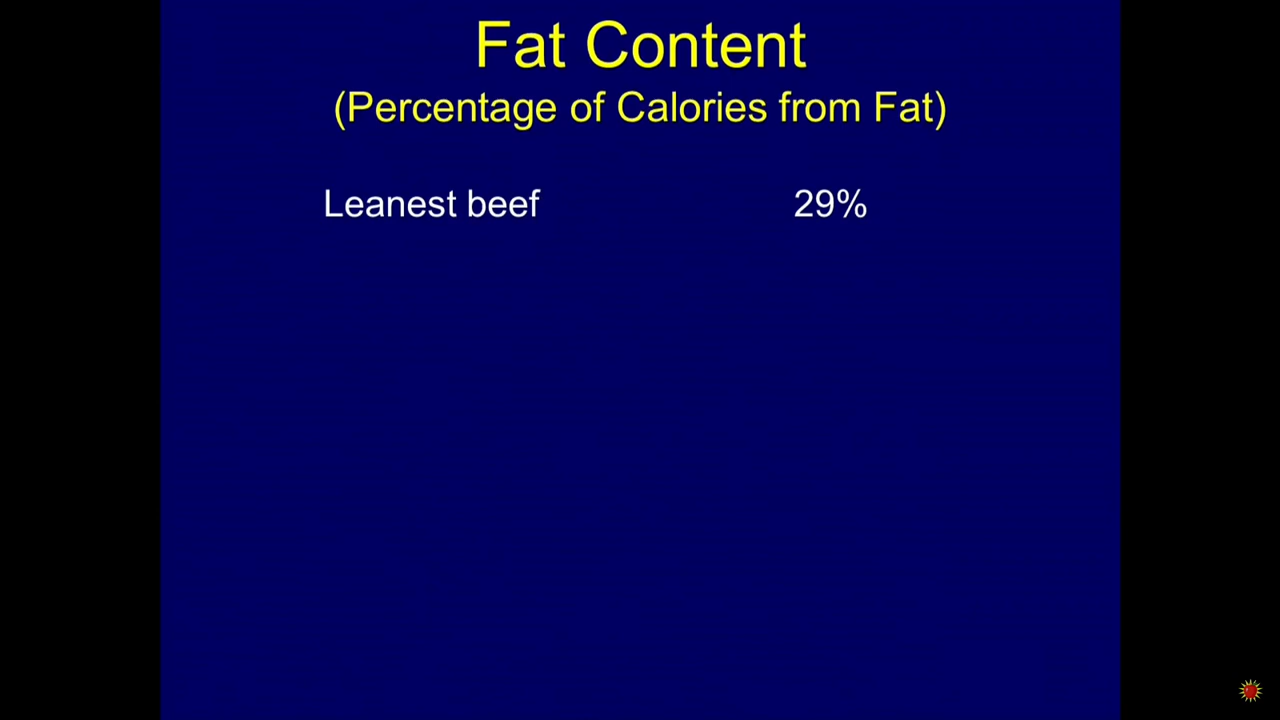 Fat Content
(Percentage of Calories from Fat)
Leanest beef 29%